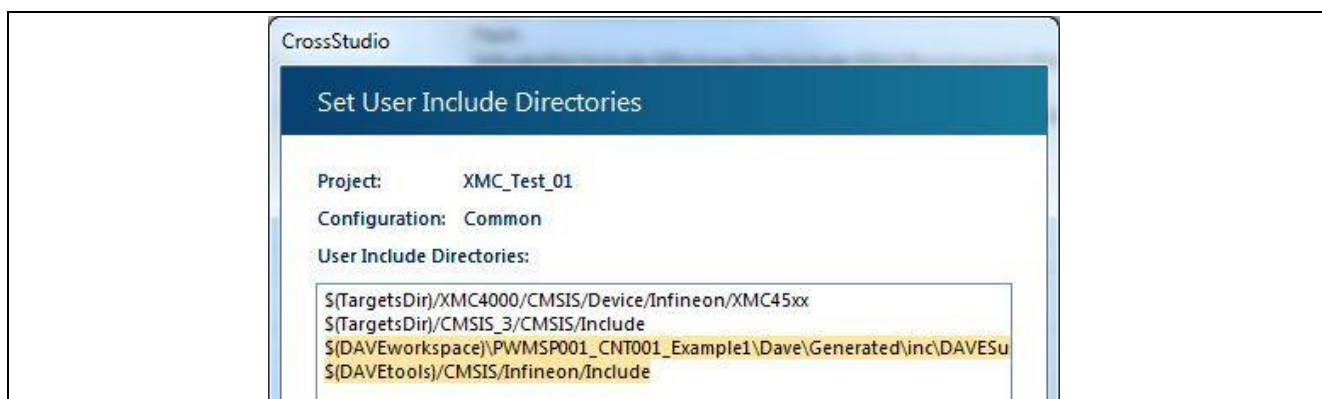 CrossStudio
Set User Include Directories
Project: XMC_Test_01
Configuration: Common
User Include Directories:
$(TargetsDir)/XMC4000/CMSIS/Device/Infineon/XMC45xx
$(TargetsDir)/CMSIS_3/CMSIS/Include
$(DAVEworkspace)\PWMSP001_CNT001_Example1\Dave\Generated\inc\DAVESu
$(DAVEtools)/CMSIS/Infineon/Include